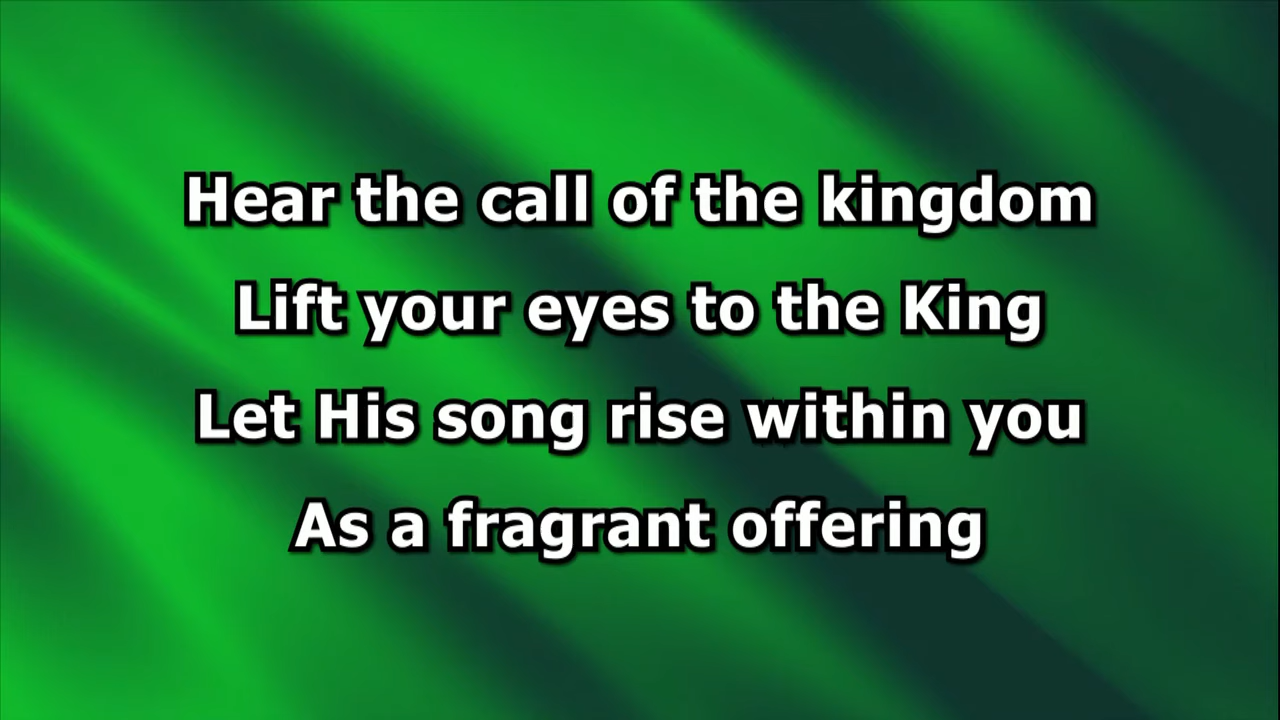 Hear the call of the kingdom
Lift your eyes to the King
Let His song rise within you
As a fragrant offering